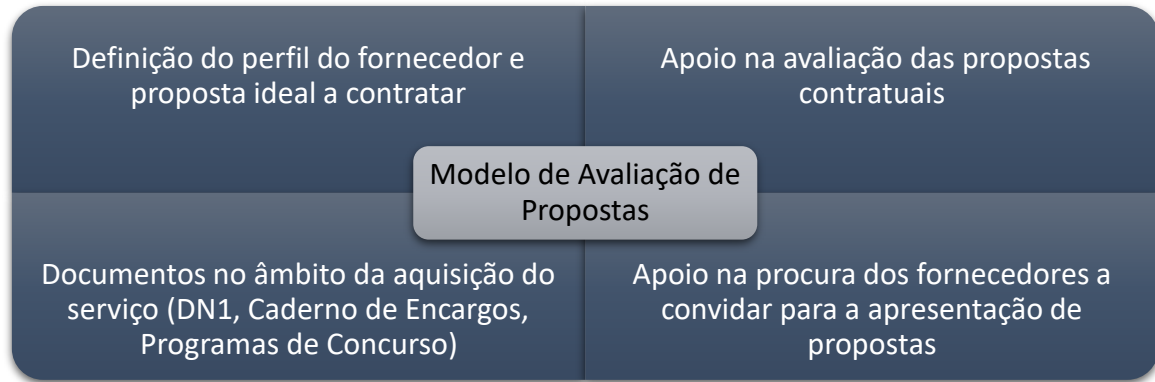 Definição do perfil do fornecedor e
proposta ideal a contratar
Apoio na avaliação das propostas
contratuais
Modelo de Avaliação de
Propostas
Documentos no âmbito da aquisição do
serviço (DN1, Caderno de Encargos,
Programas de Concurso)
Apoio na procura dos fornecedores a
convidar para a apresentação de
propostas